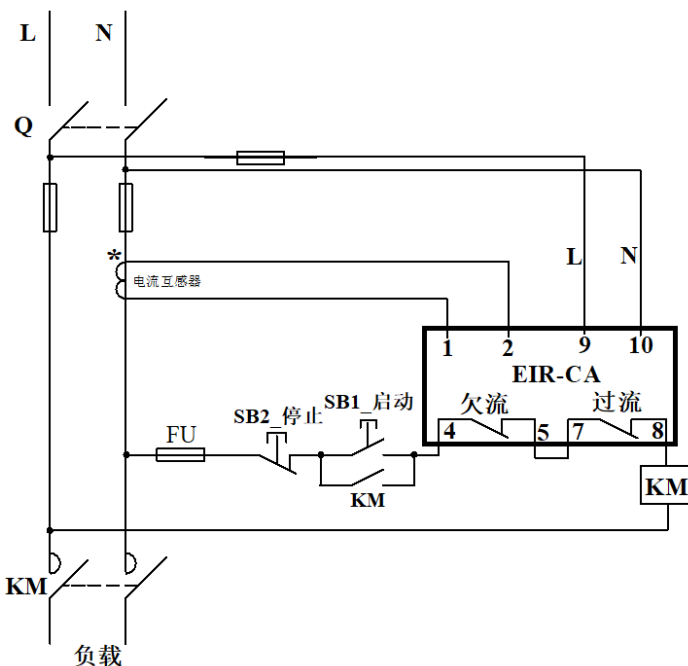 L N
Q
*
电流互感器
L N
1 2 9 10
EIR-CA
欠流 过流
4 5 7 8
SB2_停止 SB1_启动
FU
KM
KM
KM
负载